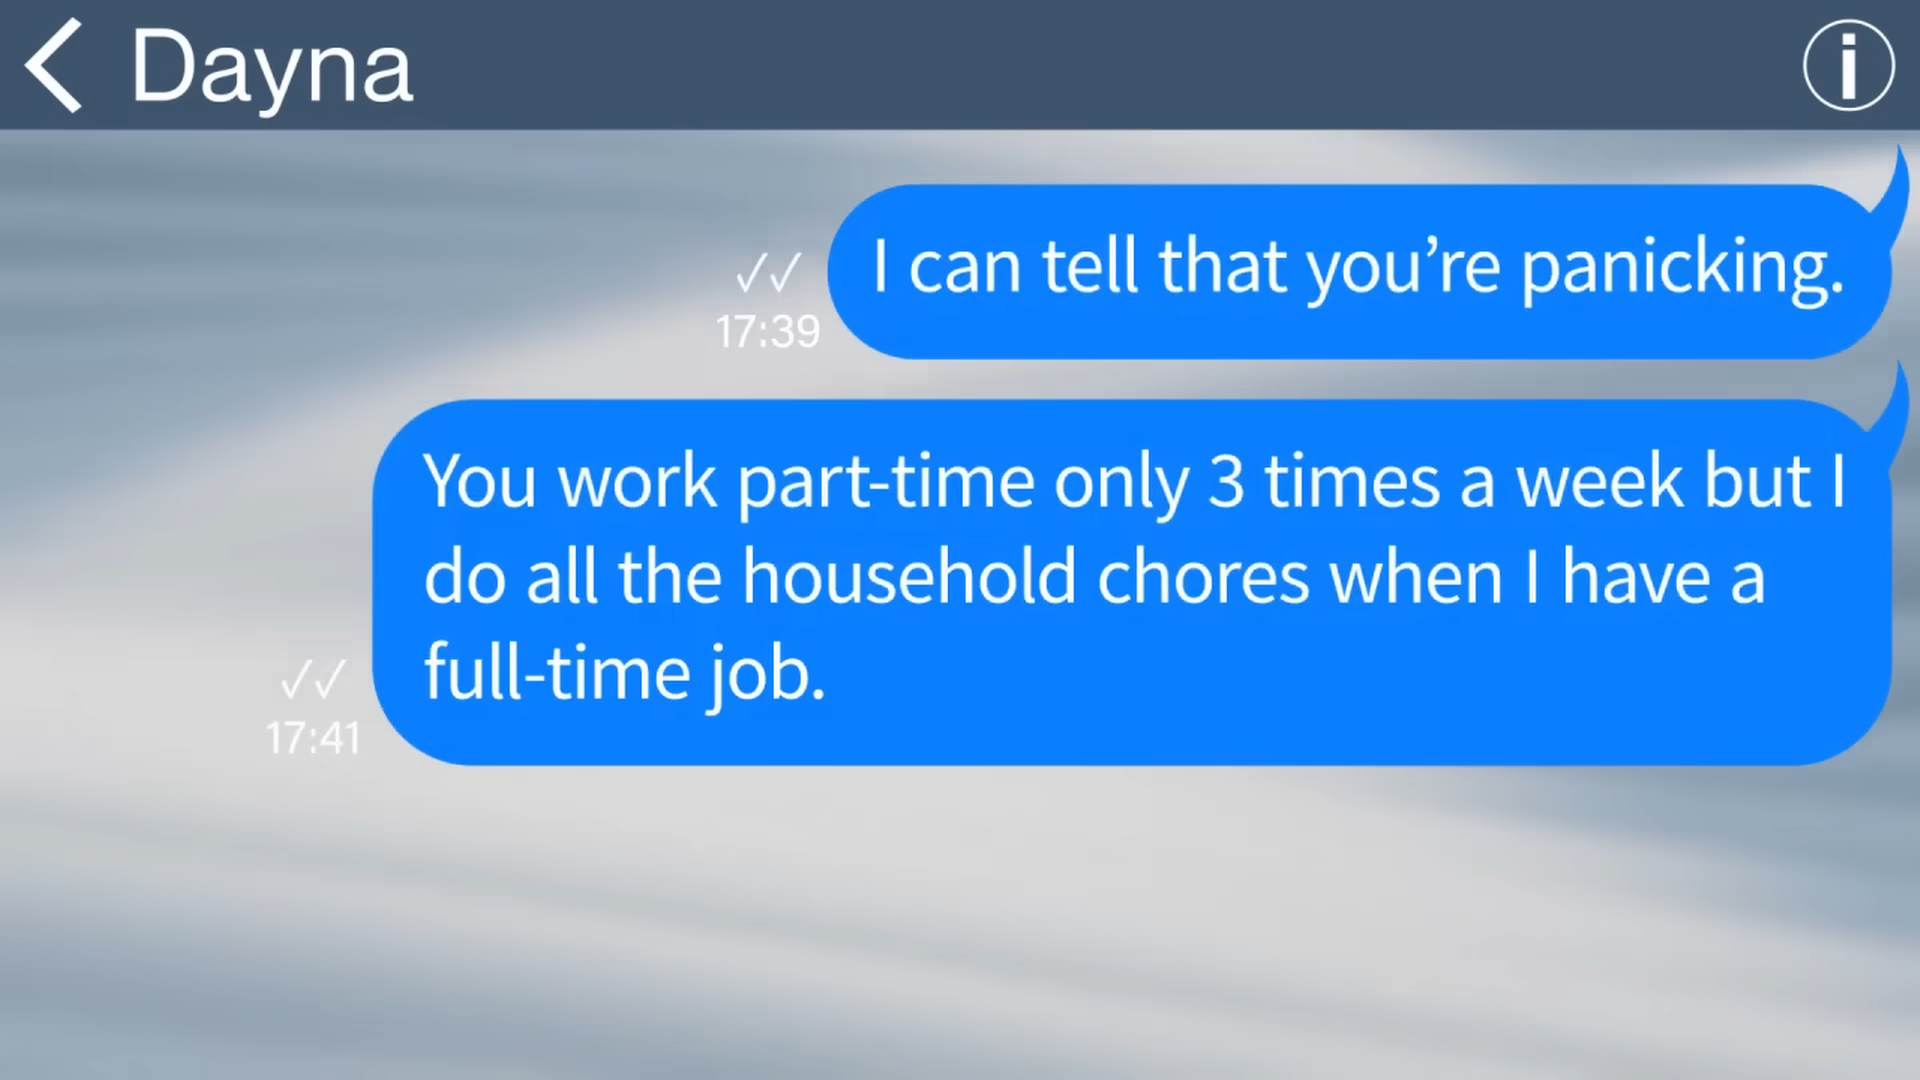 Dayna
I can tell that you’re panicking.
17:39
You work part-time only 3 times a week but I
do all the household chores when I have a
full-time job.
17:41